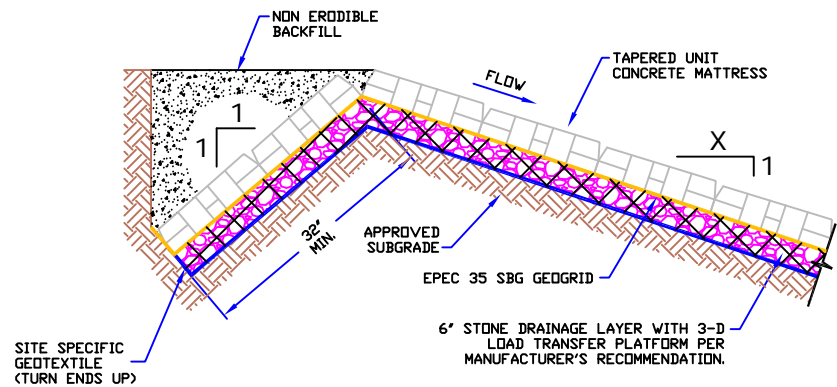 NON ERODIBLE
BACKFILL
FLOW
TAPERED UNIT
CONCRETE MATTRESS
1
1
X
1
32"
MIN.
APPROVED
SUBGRADE
EPEC 35 SBG GEOGRID
6" STONE DRAINAGE LAYER WITH 3-D
LOAD TRANSFER PLATFORM PER
MANUFACTURER'S RECOMMENDATION.
SITE SPECIFIC
GEOTEXTILE
(TURN ENDS UP)